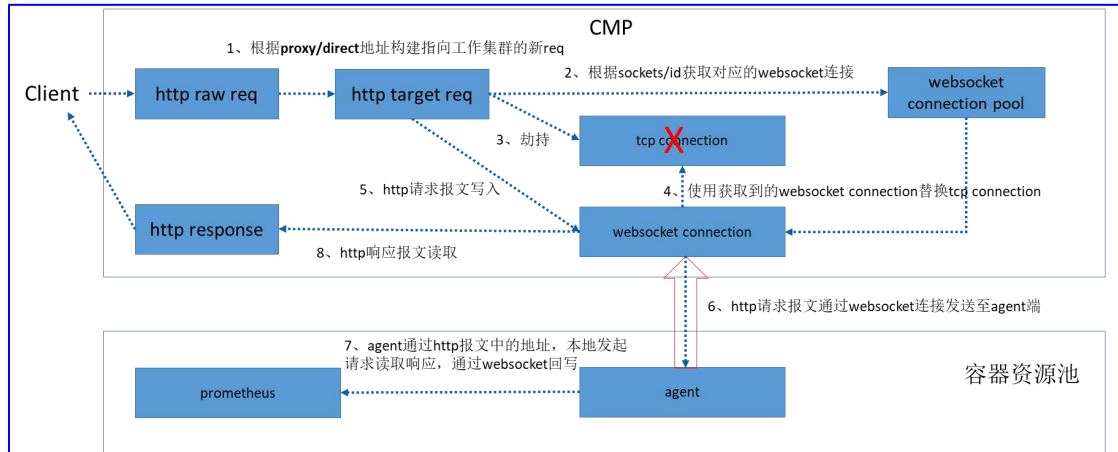 CMP
1、根据proxy/direct地址构建指向工作集群的新req
2、根据sockets/id获取对应的websocket连接
Client
http raw req
http target req
websocket
connection pool
3、劫持
tcp connection
X
5、http请求报文写入
4、使用获取到的websocket connection替换tcp connection
http response
websocket connection
8、http响应报文读取
6、http请求报文通过websocket连接发送至agent端
7、agent通过http报文中的地址，本地发起
请求读取响应，通过websocket回写
容器资源池
prometheus
agent